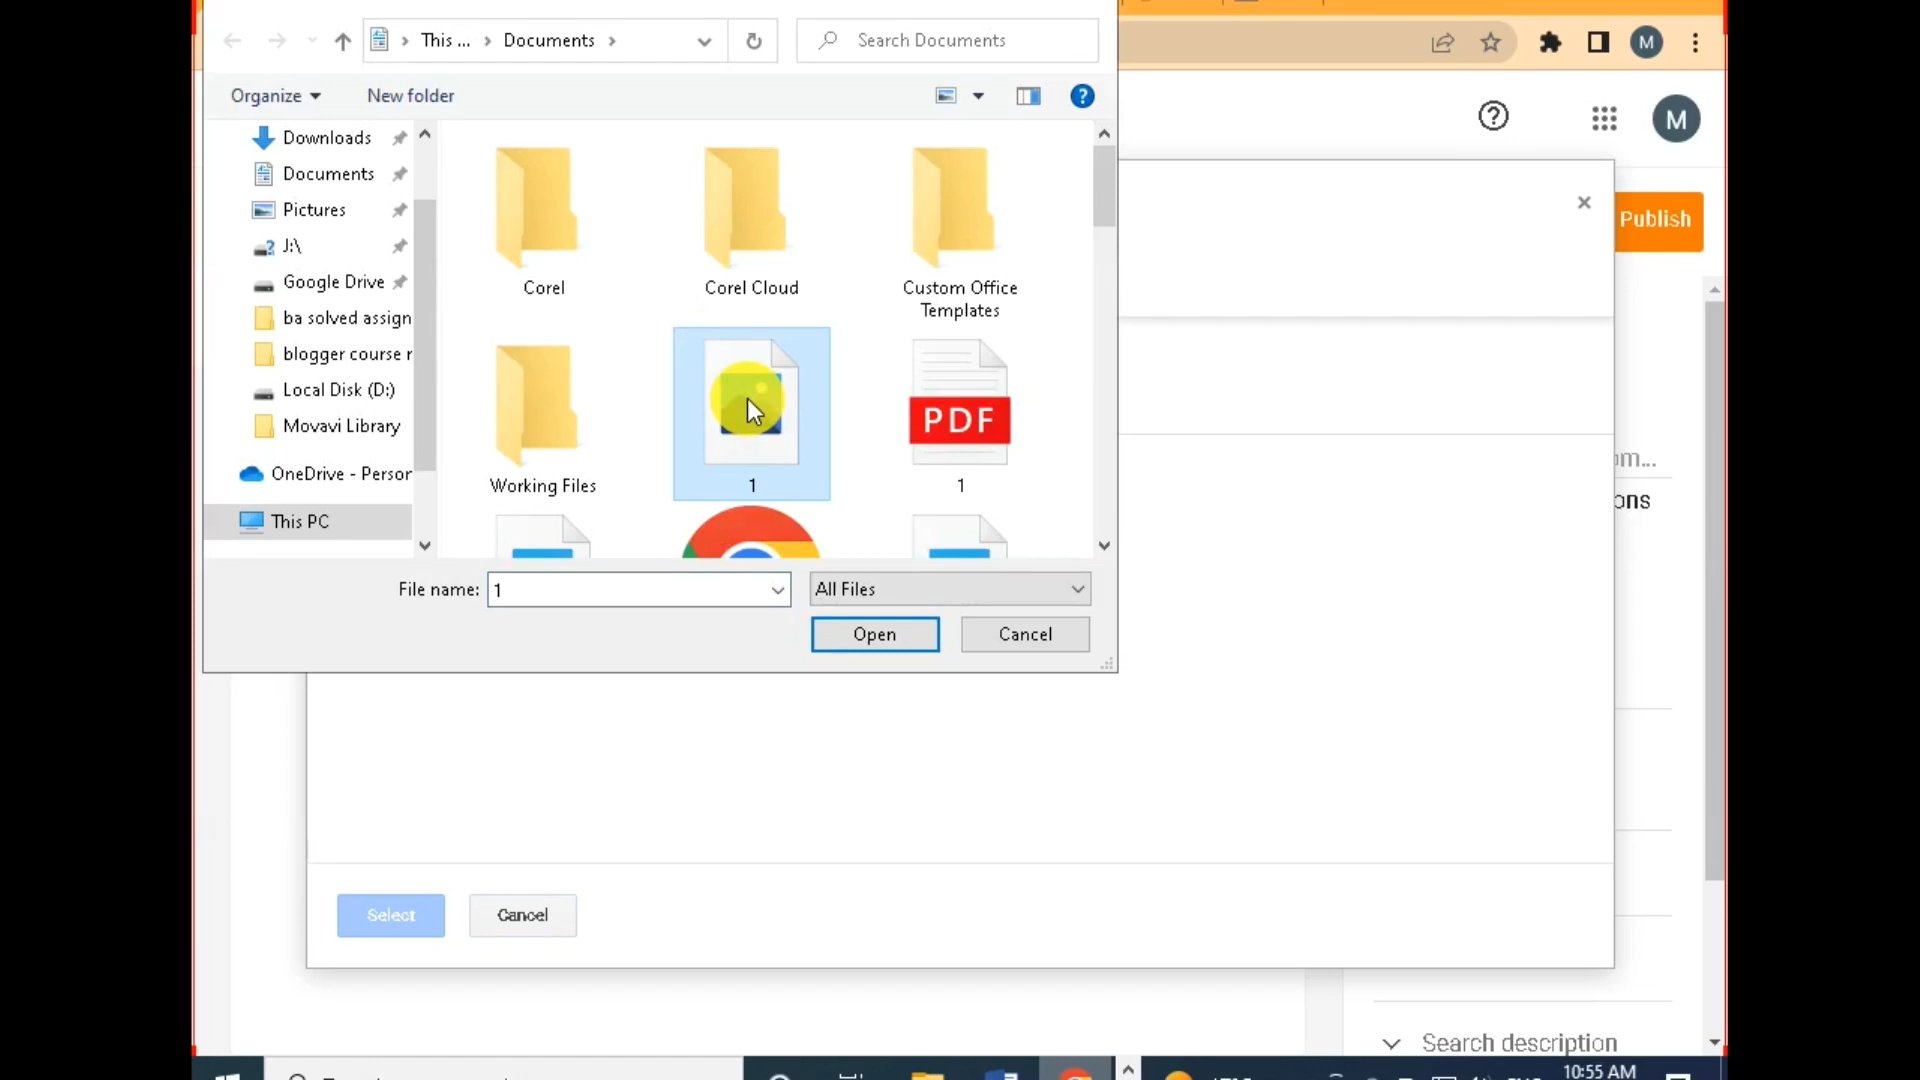 This ... > Documents >
Search Documents
M
Organize
New folder
?
Downloads
Documents
Pictures
J:\
Google Drive
ba solved assign
blogger course r
Local Disk (D:)
Movavi Library
OneDrive - Person
This PC
Corel
Corel Cloud
Custom Office
Templates
Working Files
1
PDF
1
File name: 1
All Files
Open
Cancel
?
M
×
Publish
om...
ons
Select
Cancel
Search description
10:55 AM